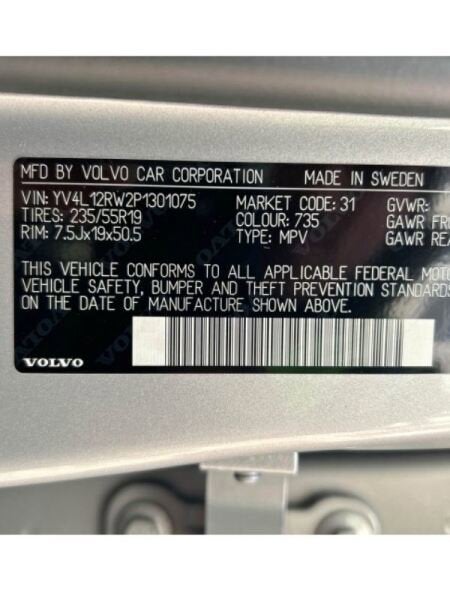 MFD BY VOLVO CAR CORPORATION MADE IN SWEDEN
VIN: YV4L12RW2P1301075 MARKET CODE: 31 GVWR:
TIRES: 235/55R19 COLOUR: 735 GAWR FR
RIM: 7.5Jx19x50.5 TYPE: MPV GAWR REA
THIS VEHICLE CONFORMS TO ALL APPLICABLE FEDERAL MOT
VEHICLE SAFETY, BUMPER AND THEFT PREVENTION STANDARDS
ON THE DATE OF MANUFACTURE SHOWN ABOVE.
VOLVO